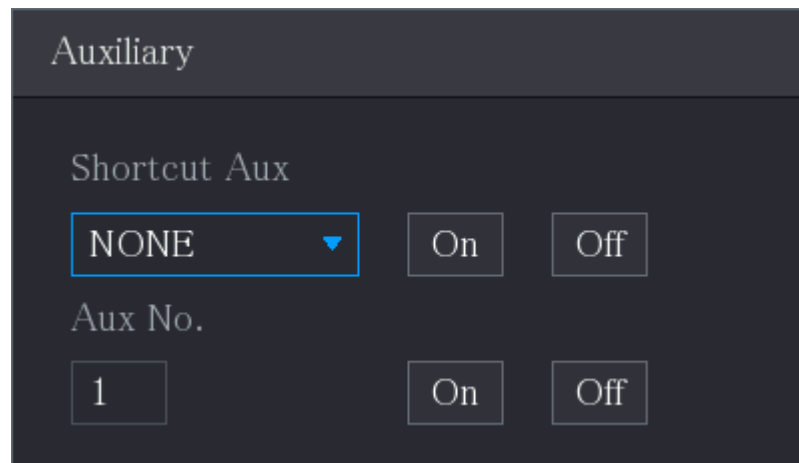 Auxiliary
Shortcut Aux
NONE On Off
Aux No.
1 On Off